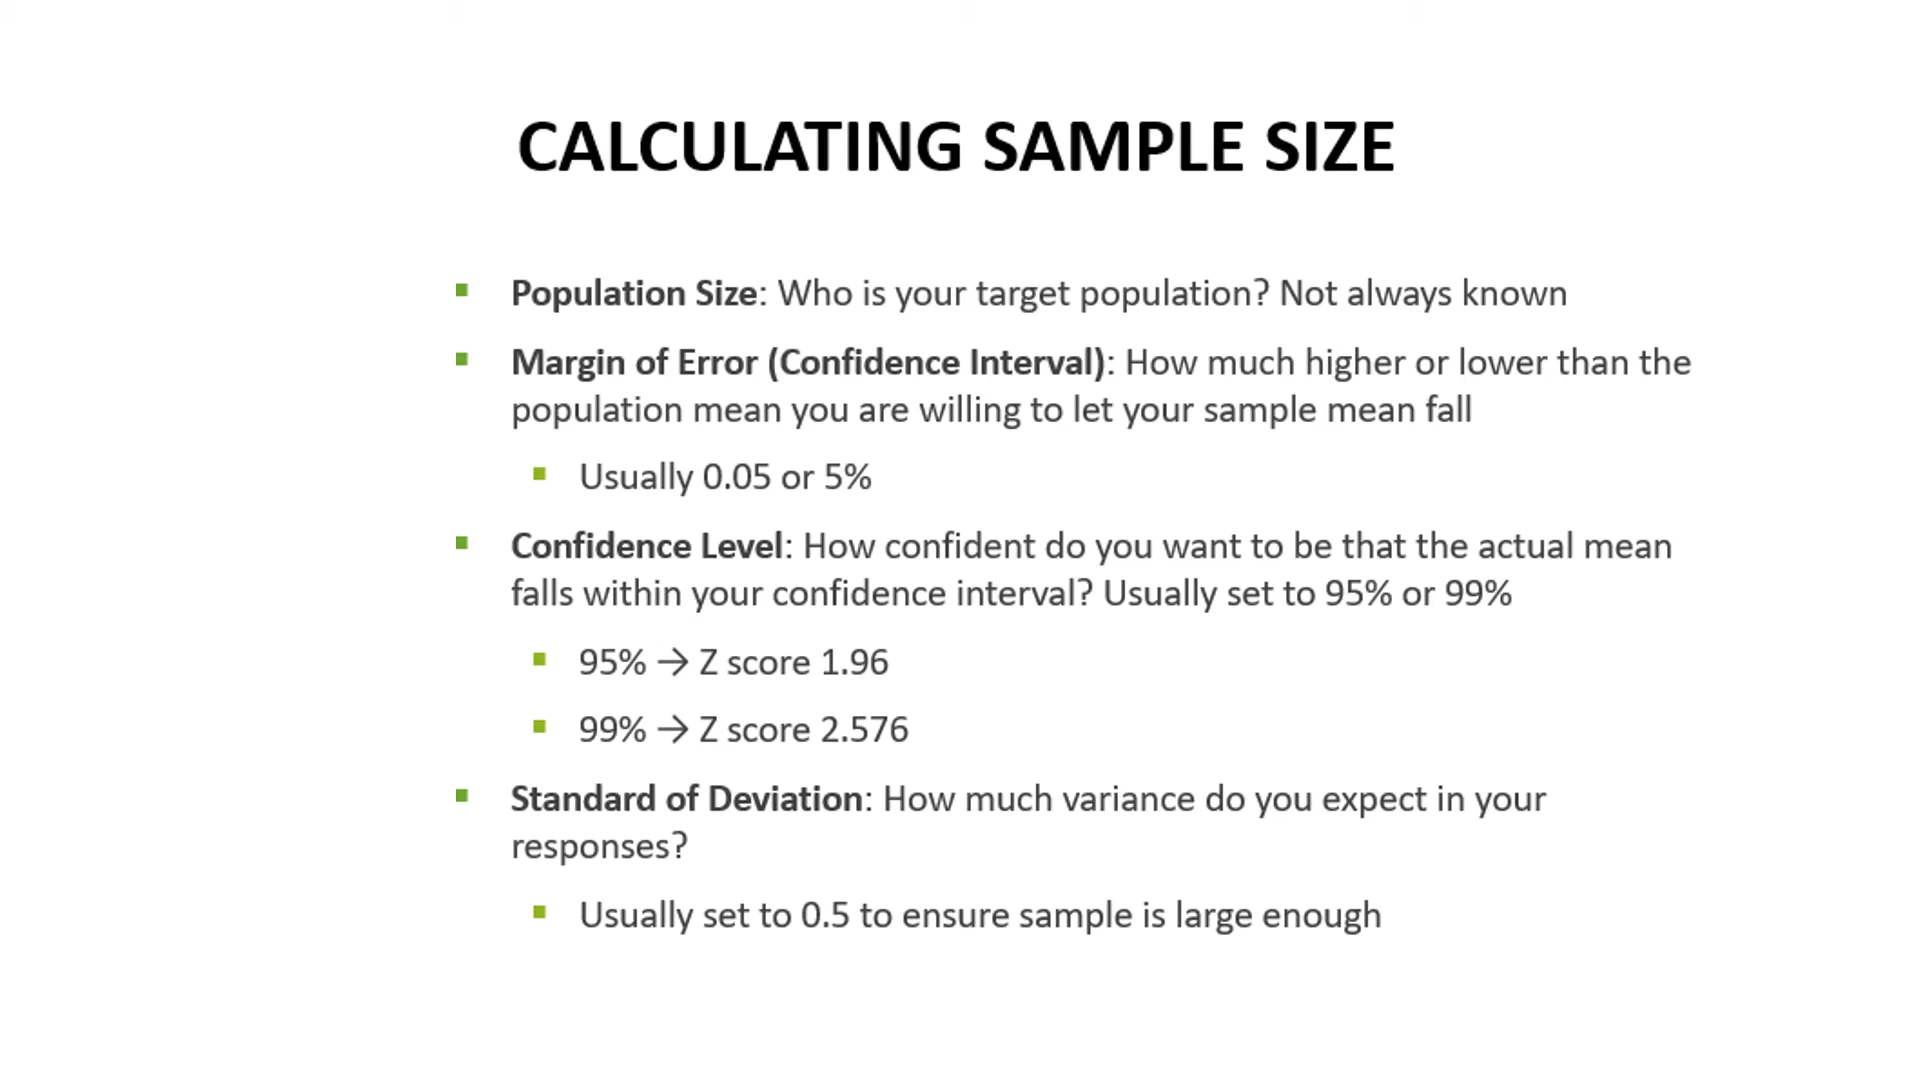 CALCULATING SAMPLE SIZE
Population Size: Who is your target population? Not always known
Margin of Error (Confidence Interval): How much higher or lower than the
population mean you are willing to let your sample mean fall
Usually 0.05 or 5%
Confidence Level: How confident do you want to be that the actual mean
falls within your confidence interval? Usually set to 95% or 99%
95% → Z score 1.96
99% → Z score 2.576
Standard of Deviation: How much variance do you expect in your
responses?
Usually set to 0.5 to ensure sample is large enough